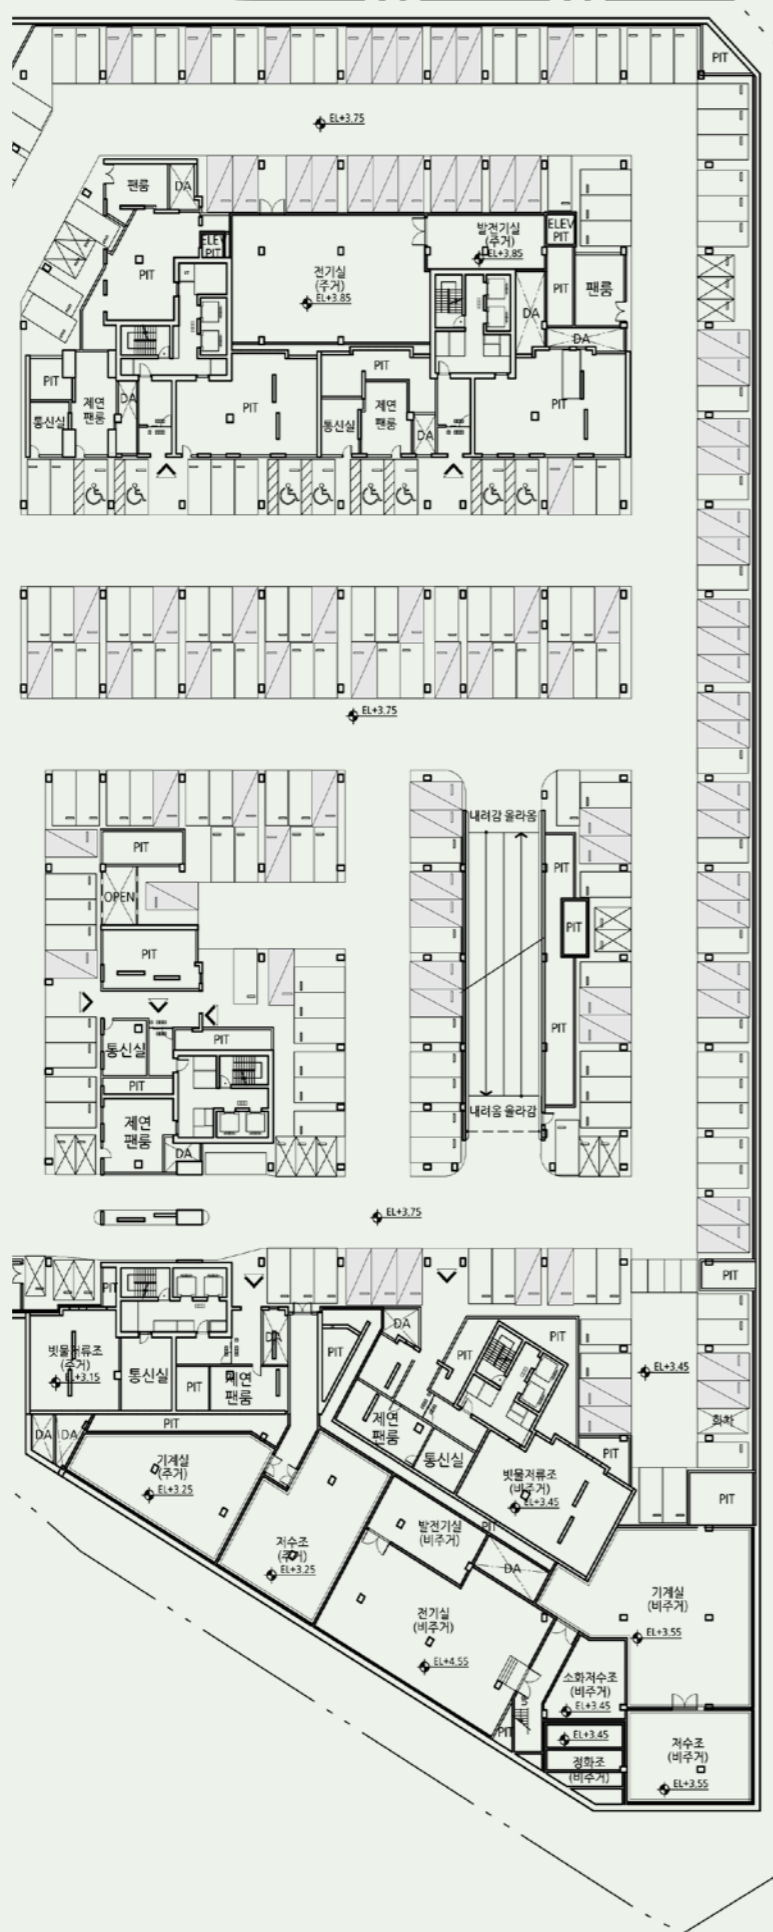 PIT
EL+3.75
팬룸
DA
ELEV
PIT
PIT
발전기실
(주거)
EL+3.85
ELEV
PIT
전기실
(주거)
EL+3.85
PIT
팬룸
DA
DA
PIT
통신실
제연
팬룸
DA
PIT
PIT
통신실
제연
팬룸
DA
PIT
EL+3.75
내려감 올라옴
PIT
OPEN
PIT
PIT
PIT
PIT
통신실
PIT
PIT
제연
팬룸
DA
내려옴 올라감
EL+3.75
PIT
PIT
빗물저류조
(주거)
EL+3.15
통신실
PIT
제연
팬룸
DA
PIT
DA
PIT
PIT
EL+3.45
화차
제연
팬룸
통신실
PIT
DA
DA
PIT
기계실
(주거)
EL+3.25
빗물저류조
(비주거)
EL+3.45
PIT
저수조
(주거)
EL+3.25
발전기실
(비주거)
PIT
DA
전기실
(비주거)
EL+4.55
기계실
(비주거)
EL+3.55
소화저수조
(비주거)
EL+3.45
PIT
EL+3.45
정화조
(비주거)
저수조
(비주거)
EL+3.55